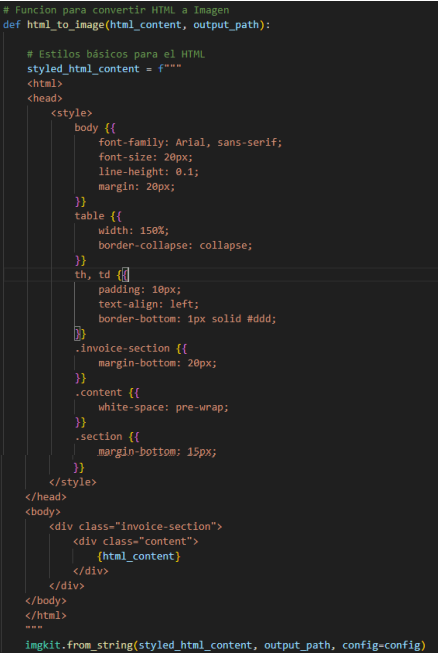 # Funcion para convertir HTML a Imagen
def html_to_image(html_content, output_path):
    # Estilos básicos para el HTML
    styled_html_content = f"""
    <html>
    <head>
        <style>
            body {{
                font-family: Arial, sans-serif;
                font-size: 20px;
                line-height: 0.1;
                margin: 20px;
            }}
            table {{
                width: 150%;
                border-collapse: collapse;
            }}
            th, td {{
                padding: 10px;
                text-align: left;
                border-bottom: 1px solid #ddd;
            }}
            .invoice-section {{
                margin-bottom: 20px;
            }}
            .content {{
                white-space: pre-wrap;
            }}
            .section {{
                margin-bottom: 15px;
            }}
        </style>
    </head>
    <body>
        <div class="invoice-section">
            <div class="content">
                {html_content}
            </div>
        </div>
    </body>
    </html>
    """
    imgkit.from_string(styled_html_content, output_path, config=config)